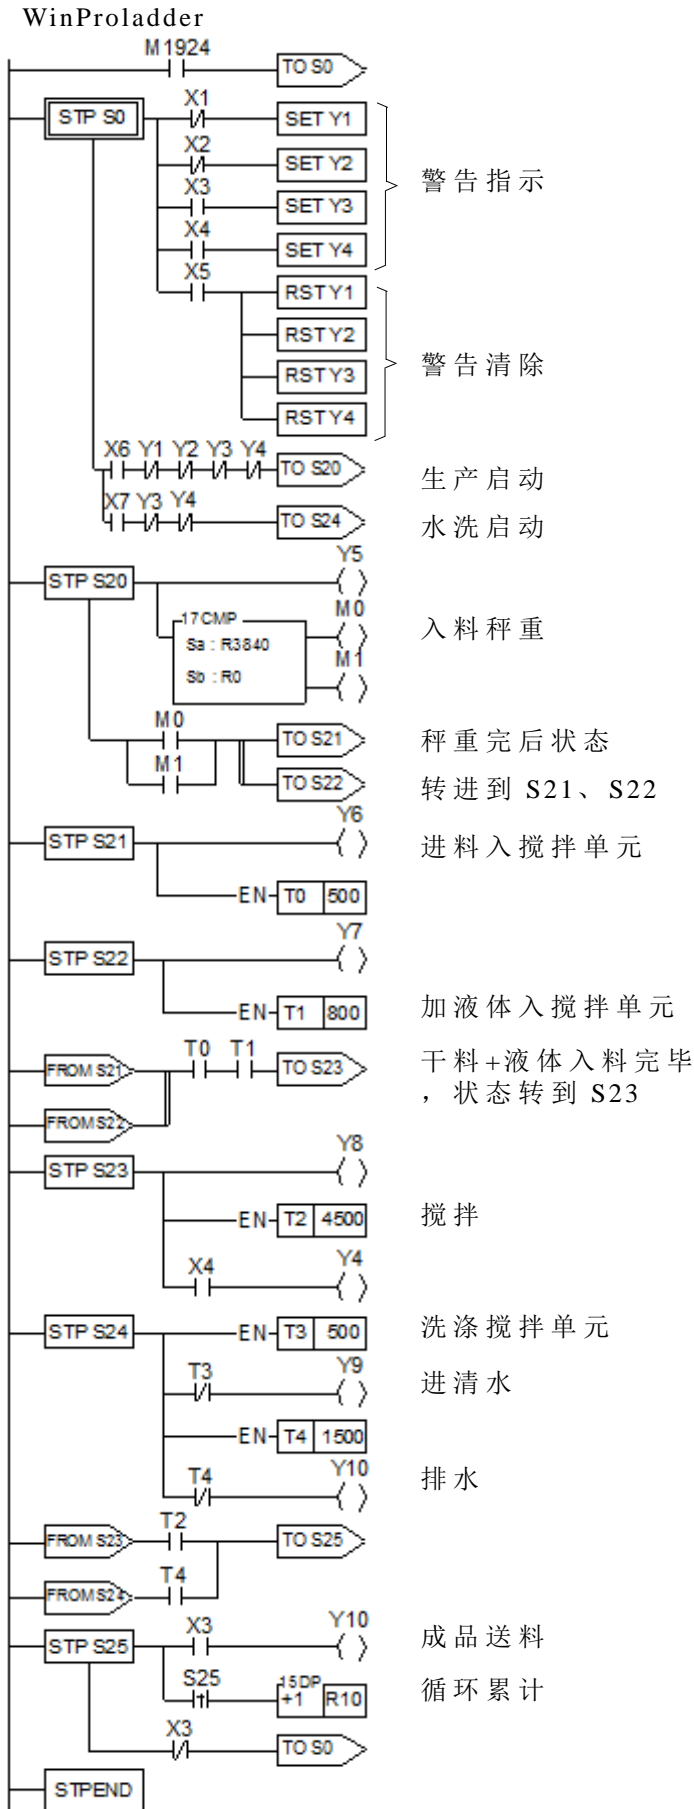 WinProladder
M1924
TO S0
STP S0
X1
SET Y1
X2
SET Y2
警告指示
X3
SET Y3
X4
SET Y4
X5
RST Y1
RST Y2
警告清除
RST Y3
RST Y4
X6 Y1 Y2 Y3 Y4
TO S20
生产启动
X7 Y3 Y4
TO S24
水洗启动
Y5
STP S20
17CMP
M0
Sa : R3840
入料秤重
M1
Sb : R0
M0
TO S21
秤重完后状态
M1
TO S22
转进到 S21、S22
Y6
STP S21
进料入搅拌单元
EN T0 500
Y7
STP S22
EN T1 800
加液体入搅拌单元
FROM S21
T0 T1
TO S23
干料+液体入料完毕
，状态转到 S23
FROM S22
Y8
STP S23
EN T2 4500
搅拌
X4
Y4
STP S24
EN T3 500
洗涤搅拌单元
T3
Y9
进清水
EN T4 1500
T4
Y10
排水
FROM S23
T2
TO S25
FROM S24
T4
STP S25
X3
Y10
成品送料
S25
15DP
+1 R10
循环累计
X3
TO S0
STPEND